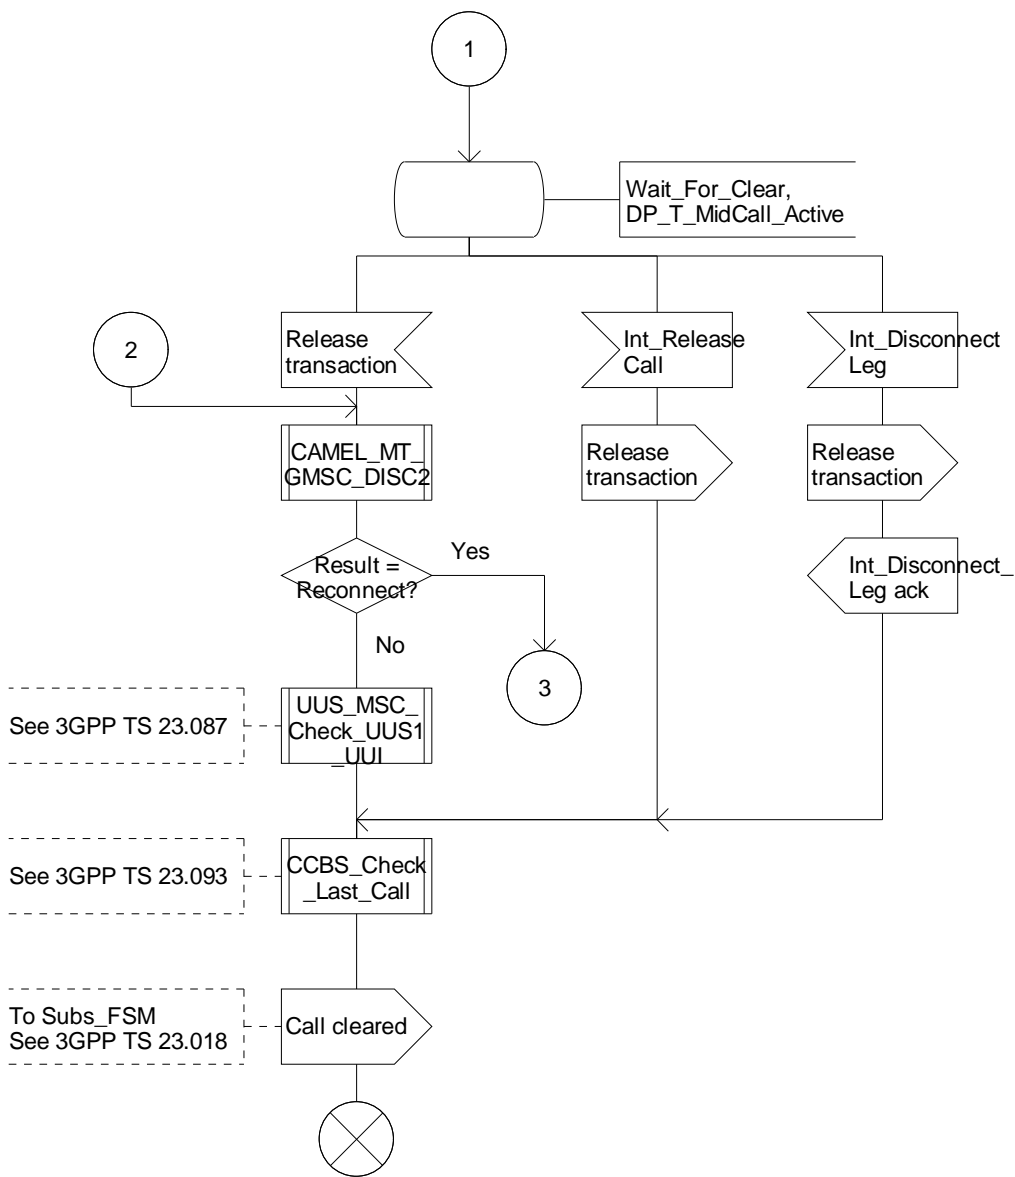 1
Wait_For_Clear,
DP_T_MidCall_Active
Release
transaction
Int_Release
Call
Int_Disconnect
Leg
2
CAMEL_MT_
GMSC_DISC2
Release
transaction
Release
transaction
Result =
Reconnect?
Yes
Int_Disconnect_
Leg ack
No
3
See 3GPP TS 23.087
UUS_MSC_
Check_UUS1
_UUI
See 3GPP TS 23.093
CCBS_Check
_Last_Call
To Subs_FSM
See 3GPP TS 23.018
Call cleared